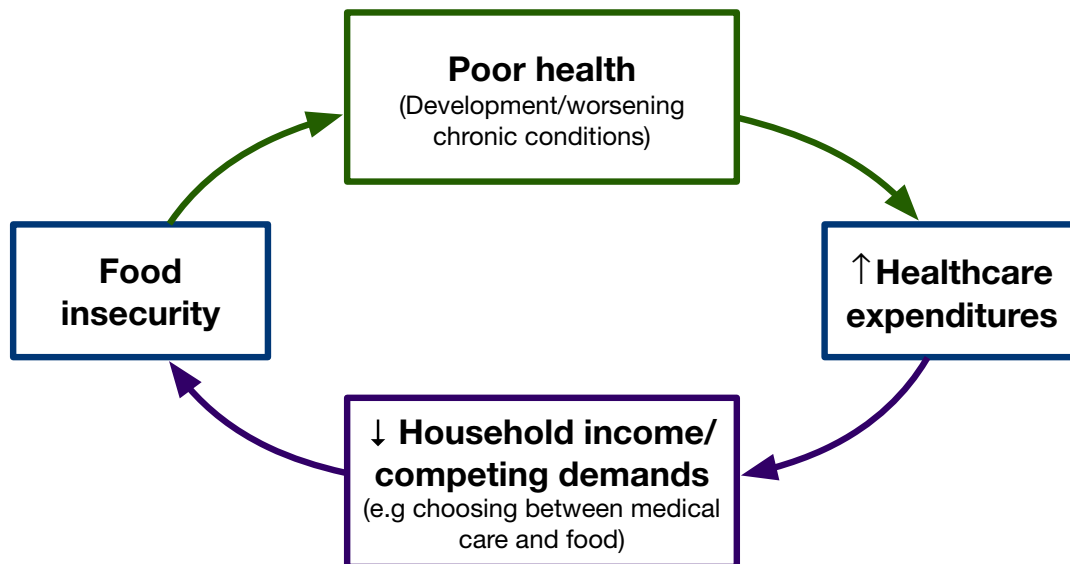 Poor health
(Development/worsening
chronic conditions)
Food
insecurity
↑Healthcare
expenditures
↓ Household income/
competing demands
(e.g choosing between medical
care and food)